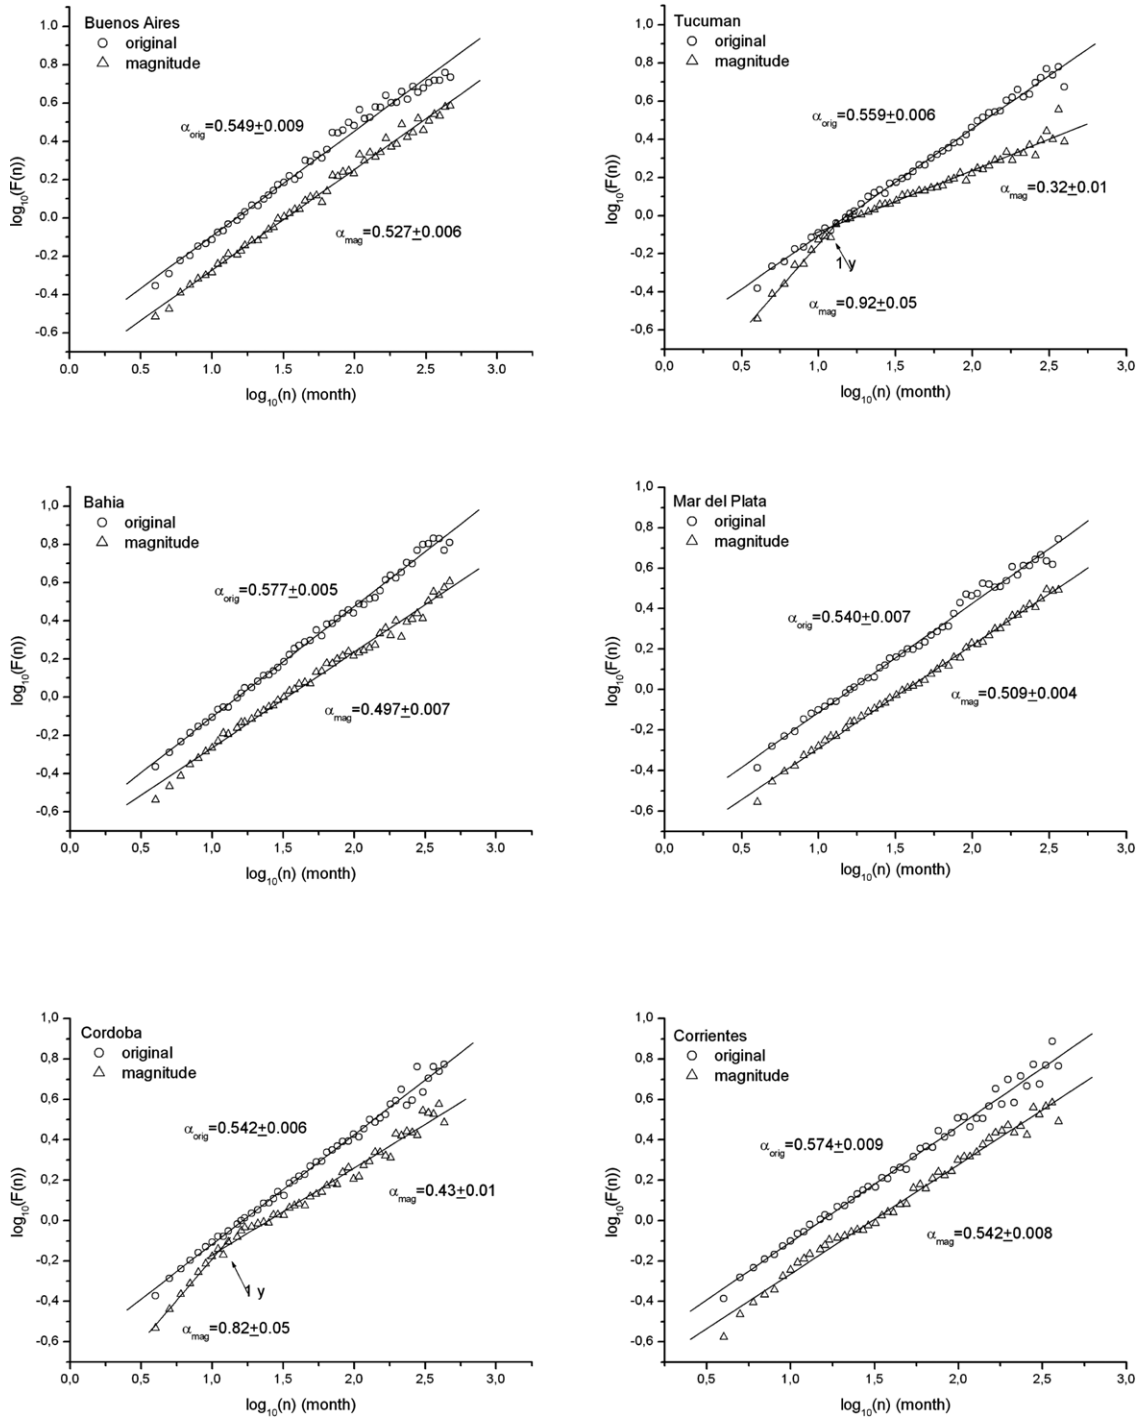 Buenos Aires
original
magnitude
α_orig=0.549±0.009
α_mag=0.527±0.006
log₁₀(F(n))
1,0
0.8
0.6
0.4
0.2
0.0
-0.2
-0.4
-0.6
0,0 0.5 1.0 1.5 2.0 2.5 3.0
log₁₀(n) (month)
Tucuman
original
magnitude
α_orig=0.559±0.006
α_mag=0.32±0.01
1 y
α_mag=0.92±0.05
log₁₀(F(n))
1,0
0,8
0,6
0,4
0,2
0,0
-0,2
-0,4
-0,6
0,0 0,5 1,0 1,5 2,0 2,5 3,0
log₁₀(n) (month)
Bahia
original
magnitude
α_orig=0.577±0.005
α_mag=0.497±0.007
log₁₀(F(n))
1,0
0,8
0,6
0,4
0,2
0,0
-0,2
-0,4
-0,6
0,0 0,5 1,0 1,5 2,0 2,5 3.0
log₁₀(n) (month)
Mar del Plata
original
magnitude
α_orig=0.540±0.007
α_mag=0.509±0.004
log₁₀(F(n))
1,0
0,8
0,6
0,4
0,2
0,0
-0,2
-0,4
-0,6
0,0 0,5 1,0 1,5 2,0 2,5 3,0
log₁₀(n) (month)
Cordoba
original
magnitude
α_orig=0.542±0.006
α_mag=0.43±0.01
1 y
α_mag=0.82±0.05
log₁₀(F(n))
1,0
0,8
0,6
0,4
0,2
0,0
-0,2
-0,4
-0,6
0,0 0,5 1,0 1,5 2,0 2,5 3,0
log₁₀(n) (month)
Corrientes
original
magnitude
α_orig=0.574±0.009
α_mag=0.542±0.008
log₁₀(F(n))
1,0
0,8
0,6
0,4
0,2
0,0
-0,2
-0,4
-0,6
0,0 0,5 1,0 1,5 2,0 2,5 3,0
log₁₀(n) (month)